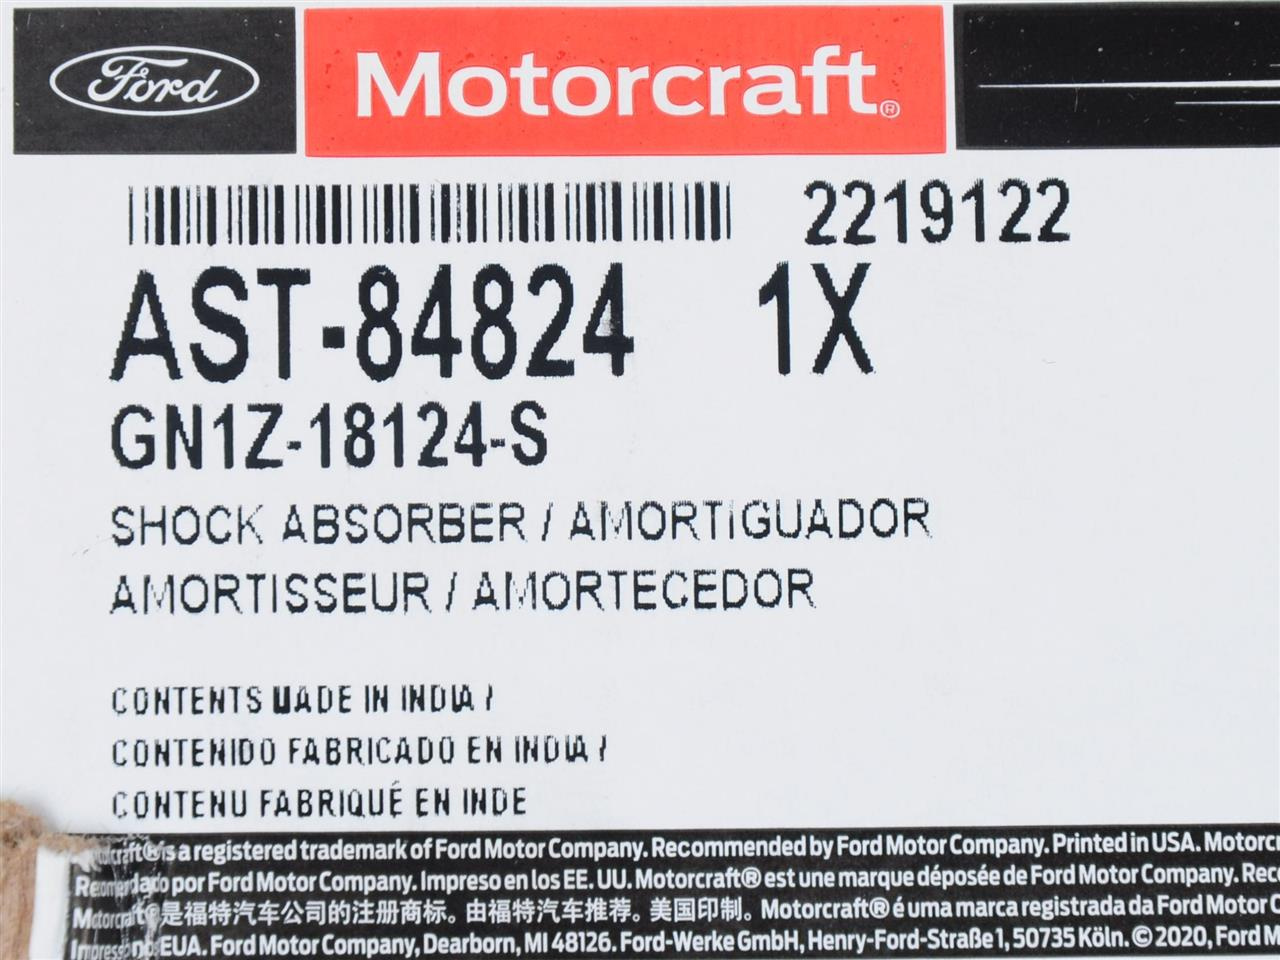 Ford Motorcraft®
2219122
AST-84824 1X
GN1Z-18124-S
SHOCK ABSORBER / AMORTIGUADOR
AMORTISSEUR / AMORTECEDOR
CONTENTS MADE IN INDIA /
CONTENIDO FABRICADO EN INDIA /
CONTENU FABRIQUÉ EN INDE
is a registered trademark of Ford Motor Company. Recommended by Ford Motor Company. Printed in USA.
por Ford Motor Company. Impreso en los EE. UU. Motorcraft® est une marque déposée de Ford Motor Company.
Motorcraft®是福特汽车公司的注册商标。由福特汽车推荐。美国印制。Motorcraft® é uma marca registrada da Ford Motor
EUA. Ford Motor Company, Dearborn, MI 48126. Ford-Werke GmbH, Henry-Ford-Straße 1, 50735 Köln. © 2020, Ford